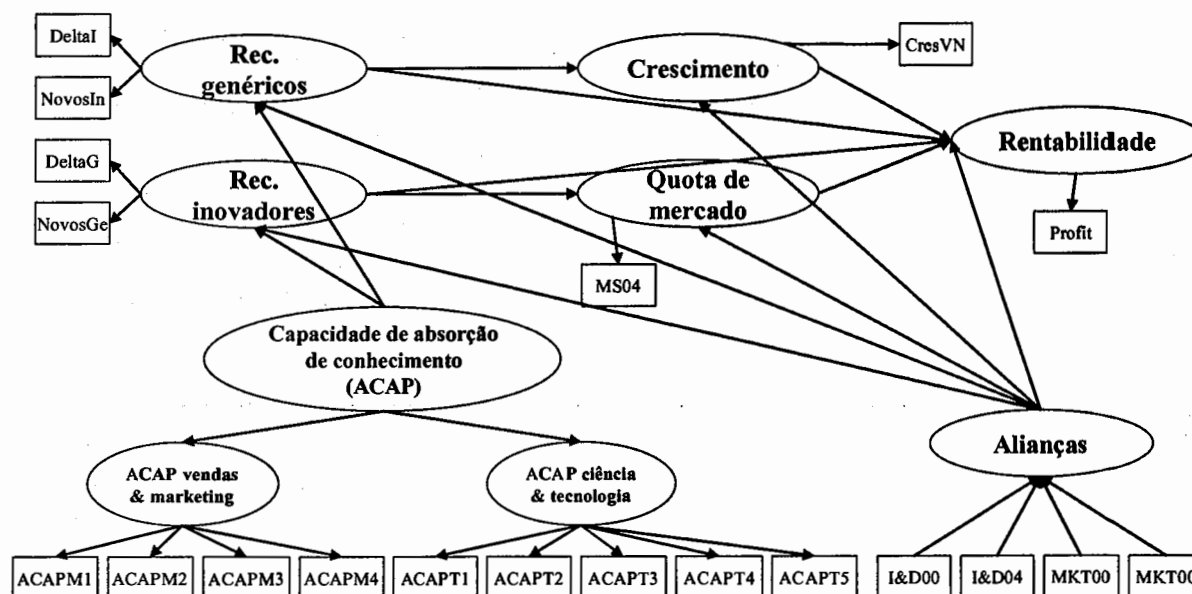 DeltaI
Rec.
genéricos
NovosIn
Crescimento
CresVN
DeltaG
Rec.
inovadores
NovosGe
Quota de
mercado
Rentabilidade
MS04
Profit
Capacidade de absorção
de conhecimento
(ACAP)
ACAP vendas
& marketing
ACAP ciência
& tecnologia
Alianças
ACAPM1
ACAPM2
ACAPM3
ACAPM4
ACAPT1
ACAPT2
ACAPT3
ACAPT4
ACAPT5
I&D00
I&D04
MKT00
MKT00